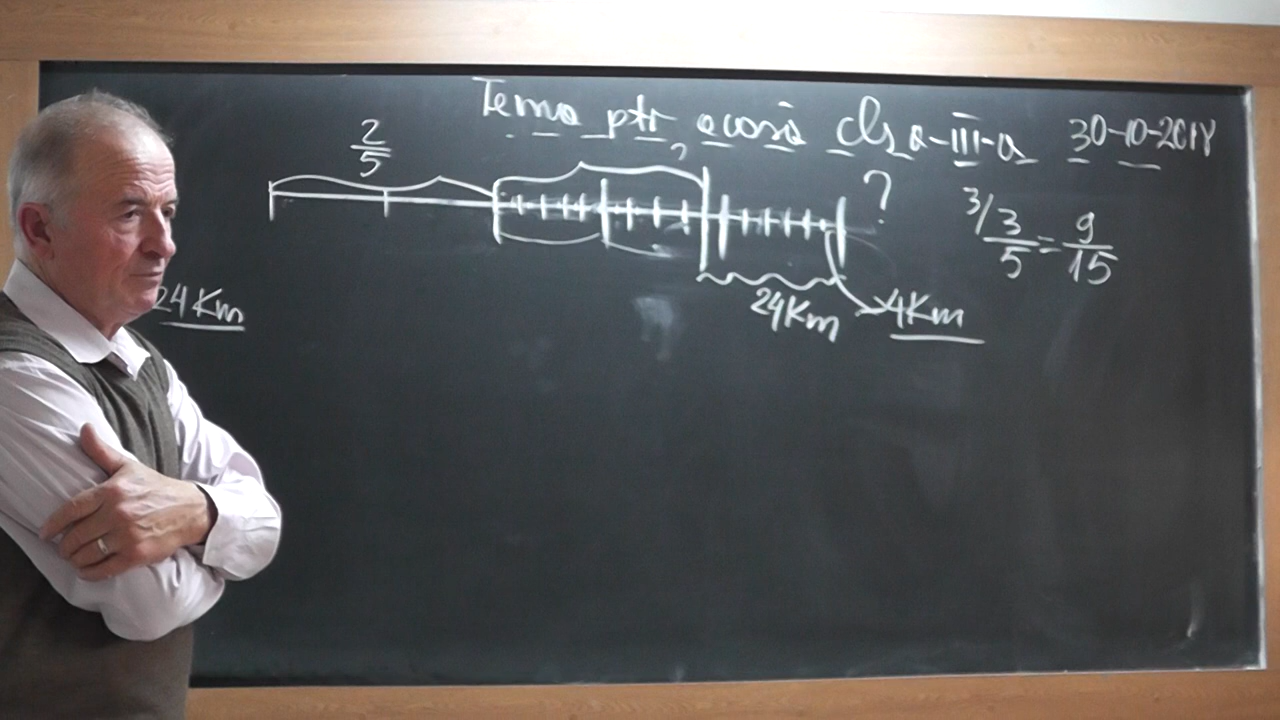 Tema ptr acasă cls a-III-a 30-10-2018
2/5
?
?
3/ 3/5 = 9/15
24Km
24Km
4Km